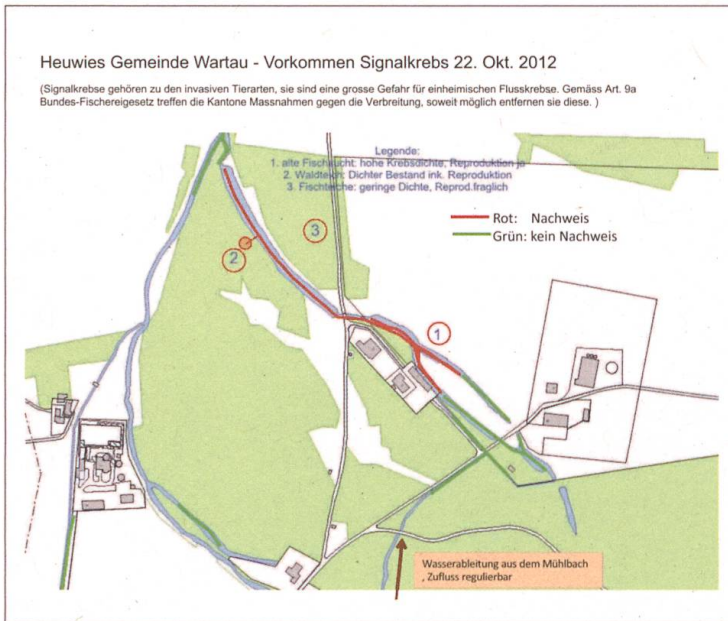 Heuwies Gemeinde Wartau - Vorkommen Signalkrebs 22. Okt. 2012
(Signalkrebse gehören zu den invasiven Tierarten, sie sind eine grosse Gefahr für einheimischen Flusskrebse. Gemäss Art. 9a
Bundes-Fischereigesetz treffen die Kantone Massnahmen gegen die Verbreitung, soweit möglich entfernen sie diese. )
Legende:
1. alte Fischzucht: hohe Krebsdichte, Reproduktion ja
2. Waldteich: Dichter Bestand ink. Reproduktion
3. Fischteiche: geringe Dichte, Reprod.fraglich
Rot: Nachweis
Grün: kein Nachweis
3
2
1
Wasserableitung aus dem Mühlbach
, Zufluss regulierbar